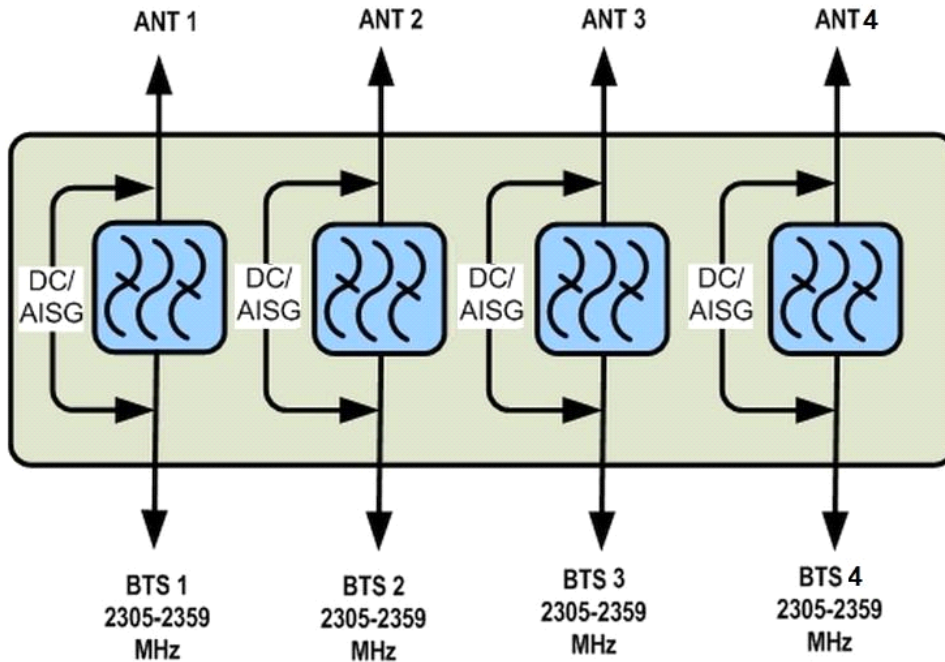 ANT 1
ANT 2
ANT 3
ANT 4
DC/
AISG
DC/
AISG
DC/
AISG
DC/
AISG
BTS 1
2305-2359
MHz
BTS 2
2305-2359
MHz
BTS 3
2305-2359
MHz
BTS 4
2305-2359
MHz